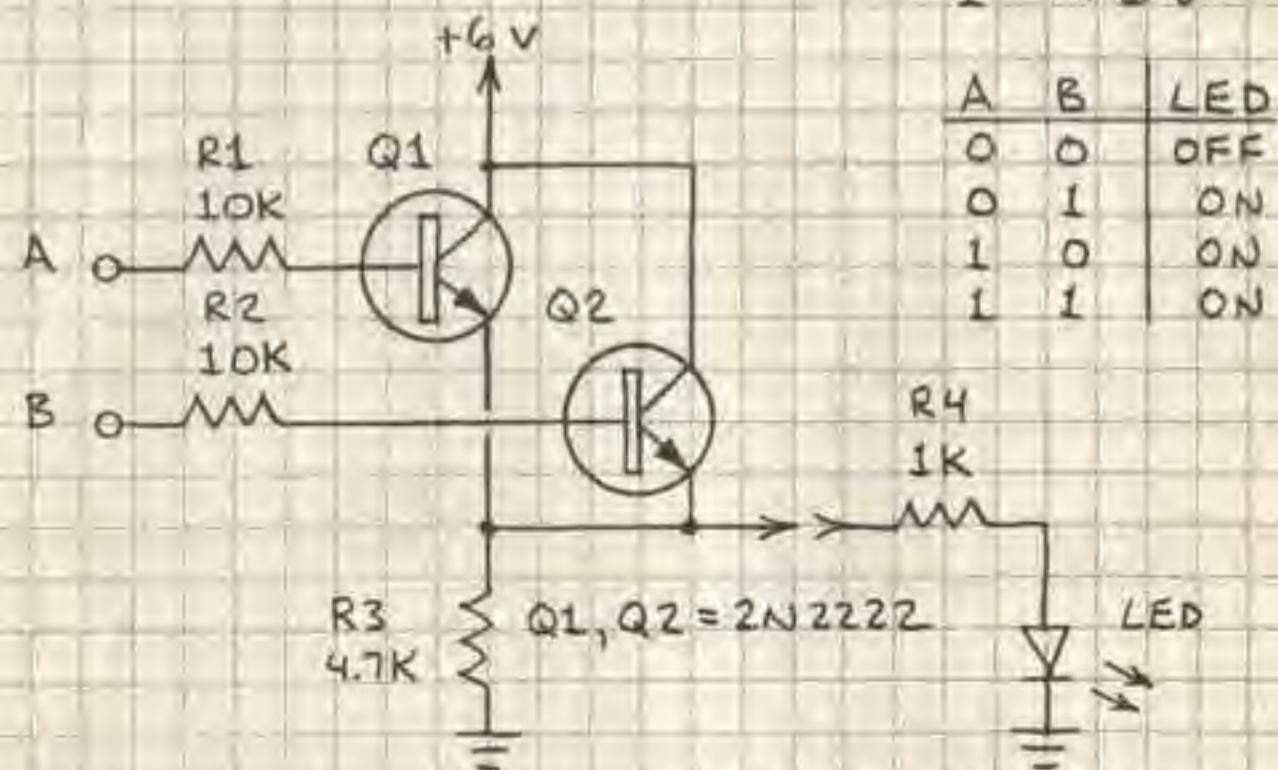 +6 V
A B LED
0 0 OFF
0 1 ON
1 0 ON
1 1 ON
R1
10K
Q1
A
R2
10K
Q2
B
R4
1K
R3
4.7K
Q1, Q2 = 2N2222
LED